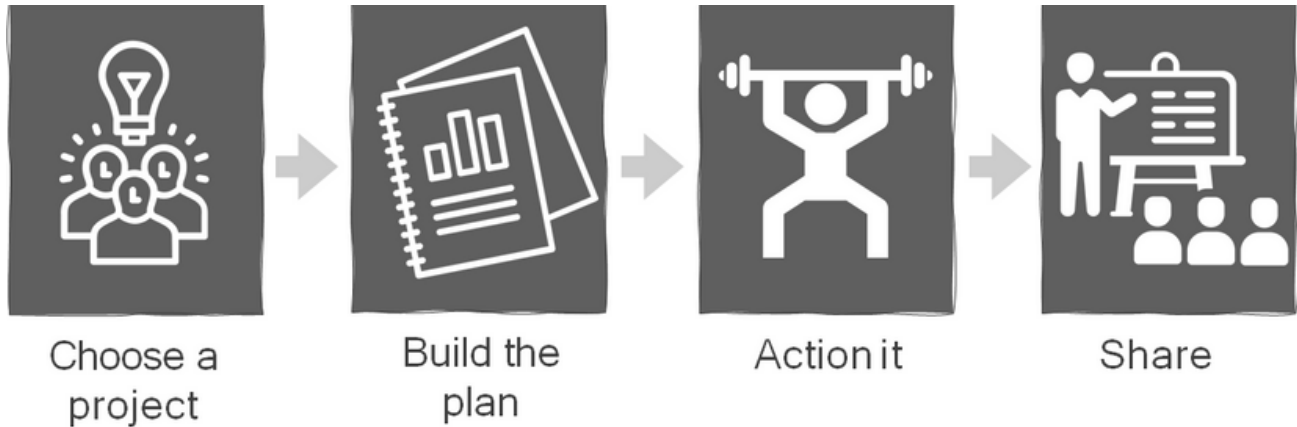 Choose a
project
Build the
plan
Action it
Share